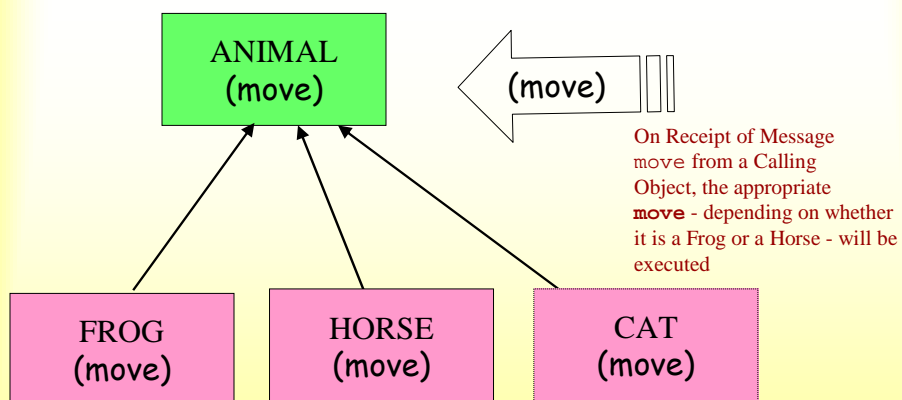 ANIMAL
(move)
(move)
On Receipt of Message
move from a Calling
Object, the appropriate
move - depending on whether
it is a Frog or a Horse - will be
executed
FROG
(move)
HORSE
(move)
CAT
(move)